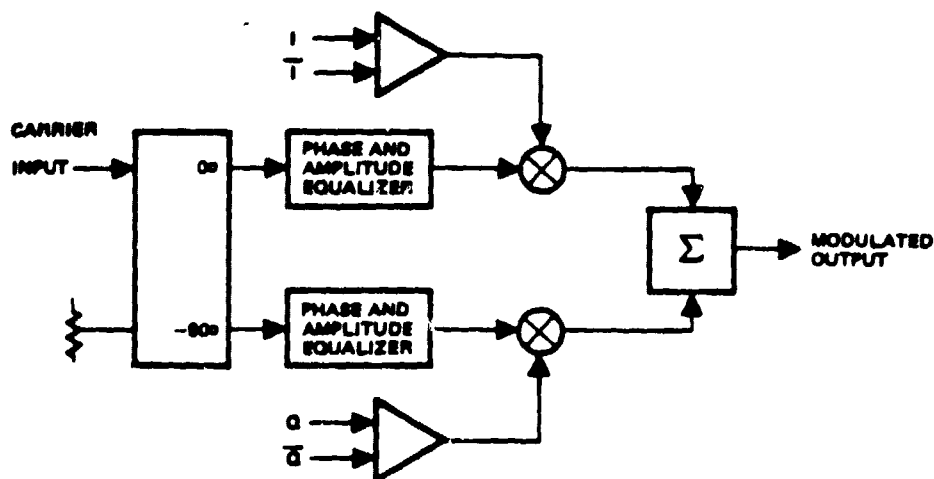 I
I̅
CARRIER
INPUT
0°
PHASE AND
AMPLITUDE
EQUALIZER
Σ
MODULATED
OUTPUT
-90°
PHASE AND
AMPLITUDE
EQUALIZER
Q
Q̅